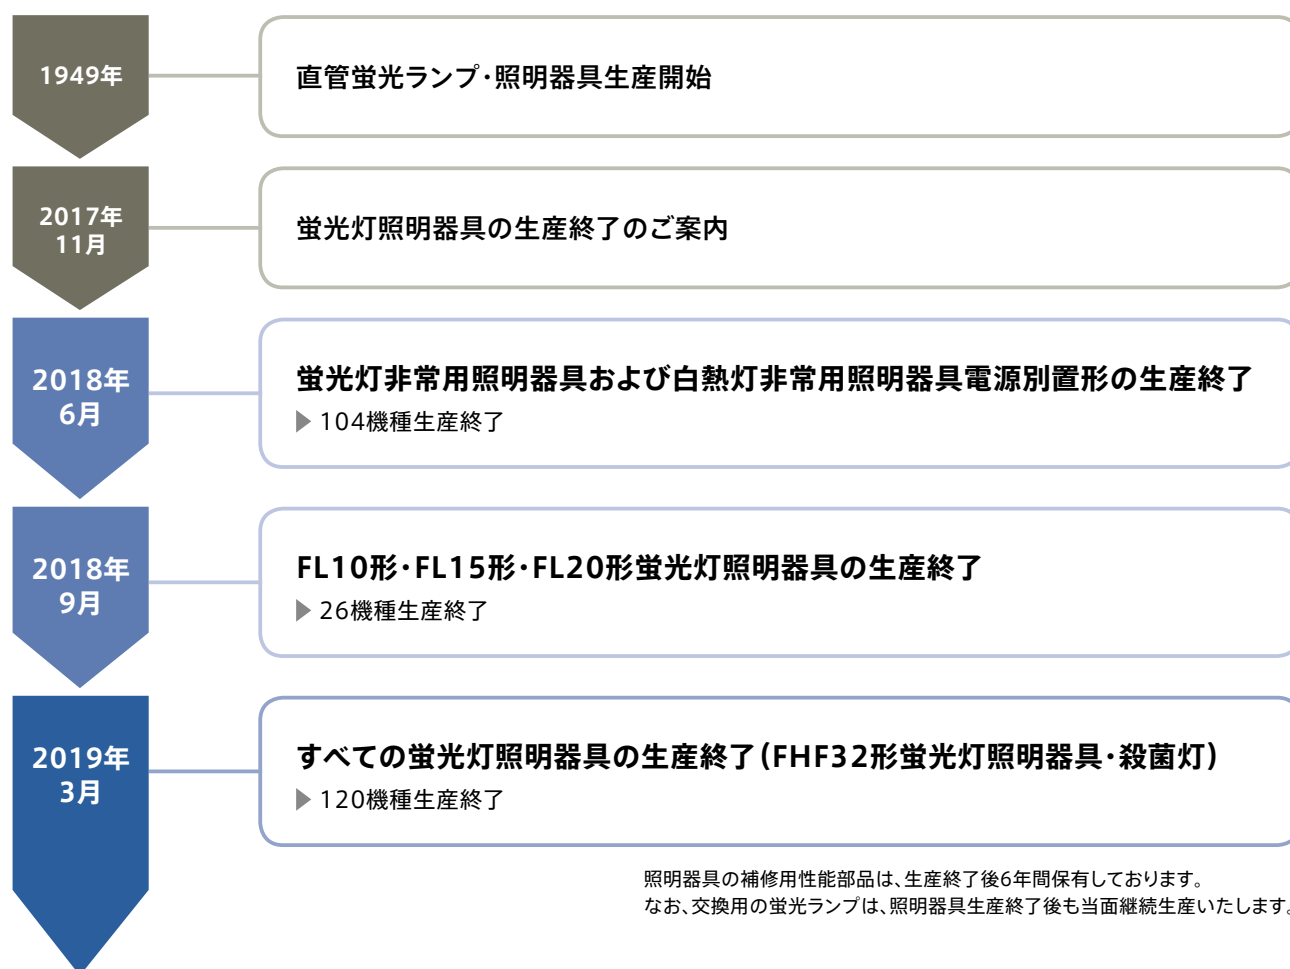 1949年
直管蛍光ランプ・照明器具生産開始
2017年
11月
蛍光灯照明器具の生産終了のご案内
2018年
6月
蛍光灯非常用照明器具および白熱灯非常用照明器具電源別置形の生産終了
▶ 104機種生産終了
2018年
9月
FL10形・FL15形・FL20形蛍光灯照明器具の生産終了
▶ 26機種生産終了
2019年
3月
すべての蛍光灯照明器具の生産終了(FHF32形蛍光灯照明器具・殺菌灯)
▶ 120機種生産終了
照明器具の補修用性能部品は、生産終了後6年間保有しております。
なお、交換用の蛍光ランプは、照明器具生産終了後も当面継続生産いたします。